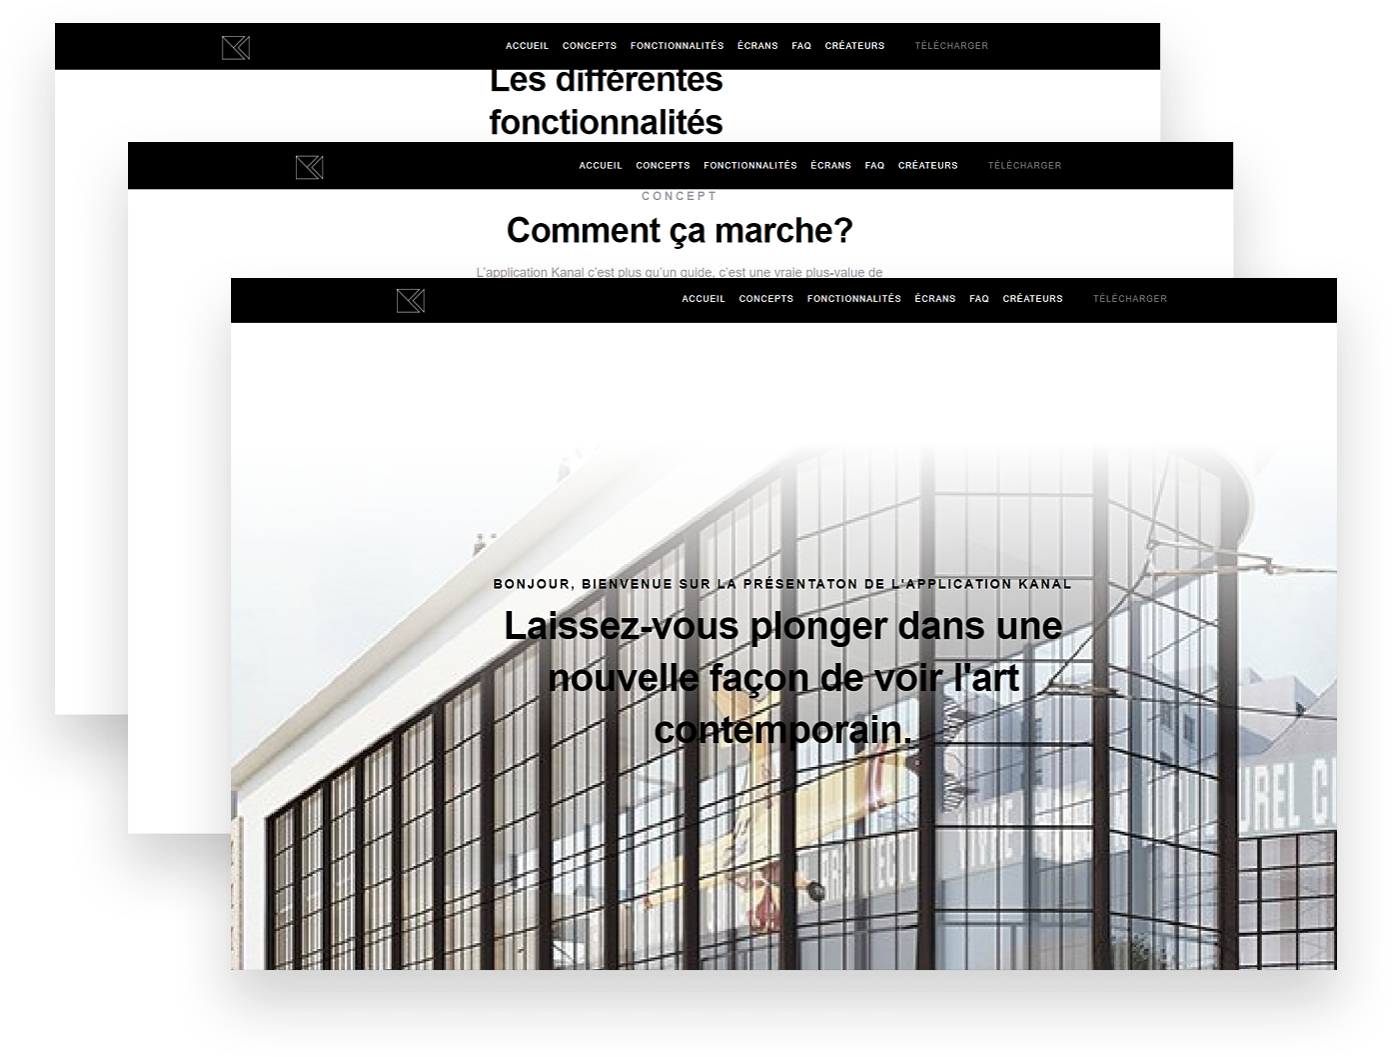 ACCUEIL CONCEPTS FONCTIONNALITÉS ÉCRANS FAQ CRÉATEURS TÉLÉCHARGER
Les différentes
fonctionnalités
ACCUEIL CONCEPTS FONCTIONNALITÉS ÉCRANS FAQ CRÉATEURS TÉLÉCHARGER
CONCEPT
Comment ça marche?
L'application Kanal c'est plus qu'un guide, c'est une vraie plus-value de
ACCUEIL CONCEPTS FONCTIONNALITÉS ÉCRANS FAQ CRÉATEURS TÉLÉCHARGER
BONJOUR, BIENVENUE SUR LA PRÉSENTATON DE L'APPLICATION KANAL
Laissez-vous plonger dans une
nouvelle façon de voir l'art
contemporain.